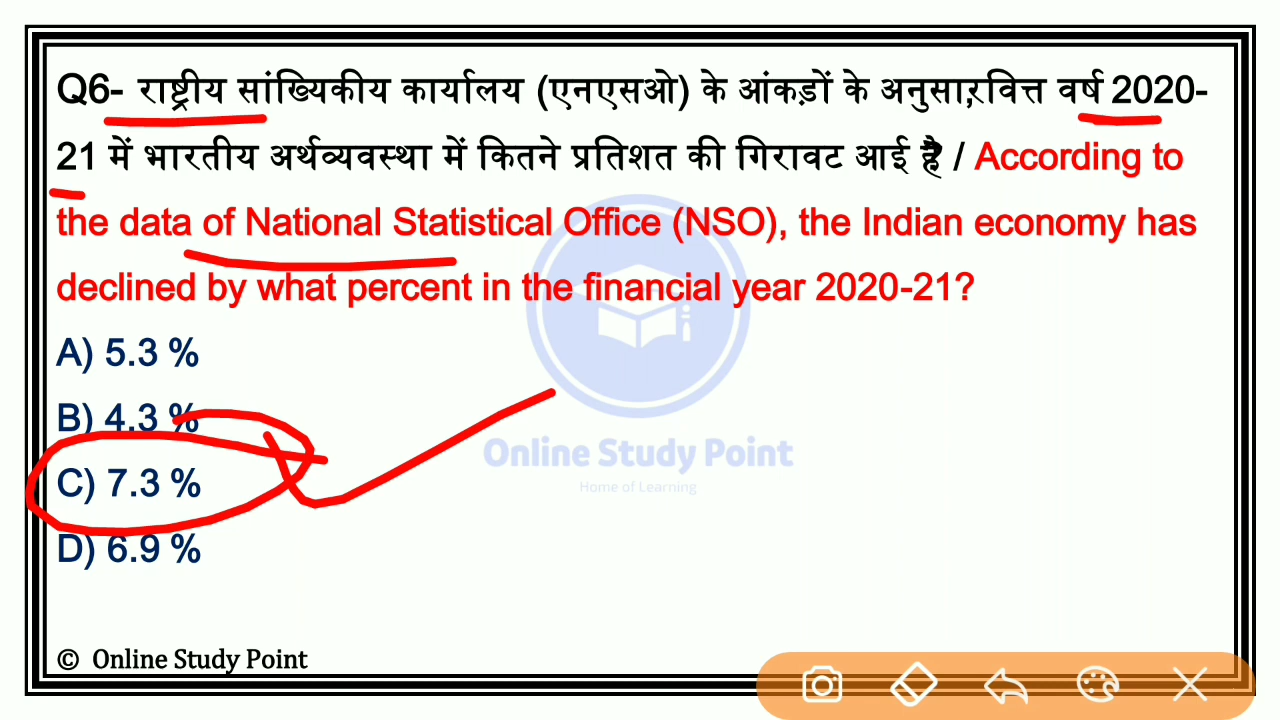 Q6- राष्ट्रीय सांख्यिकीय कार्यालय (एनएसओ) के आंकड़ों के अनुसार,वित्त वर्ष 2020-
21 में भारतीय अर्थव्यवस्था में कितने प्रतिशत की गिरावट आई है? / According to
the data of National Statistical Office (NSO), the Indian economy has
declined by what percent in the financial year 2020-21?
A) 5.3 %
B) 4.3 %
C) 7.3 %
D) 6.9 %
Online Study Point
Home of Learning
© Online Study Point